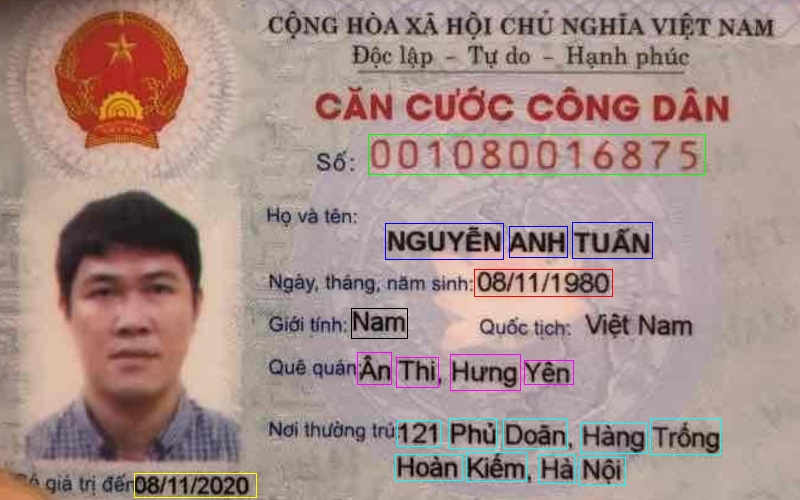 CỘNG HÒA XÃ HỘI CHỦ NGHĨA VIỆT NAM
Độc lập - Tự do - Hạnh phúc
CĂN CƯỚC CÔNG DÂN
Số: 001080016875
Họ và tên:
NGUYỄN ANH TUẤN
Ngày, tháng, năm sinh: 08/11/1980
Giới tính: Nam Quốc tịch: Việt Nam
Quê quán: Ân Thi, Hưng Yên
Nơi thường trú: 121 Phủ Doãn, Hàng Trống
Hoàn Kiếm, Hà Nội
Có giá trị đến 08/11/2020